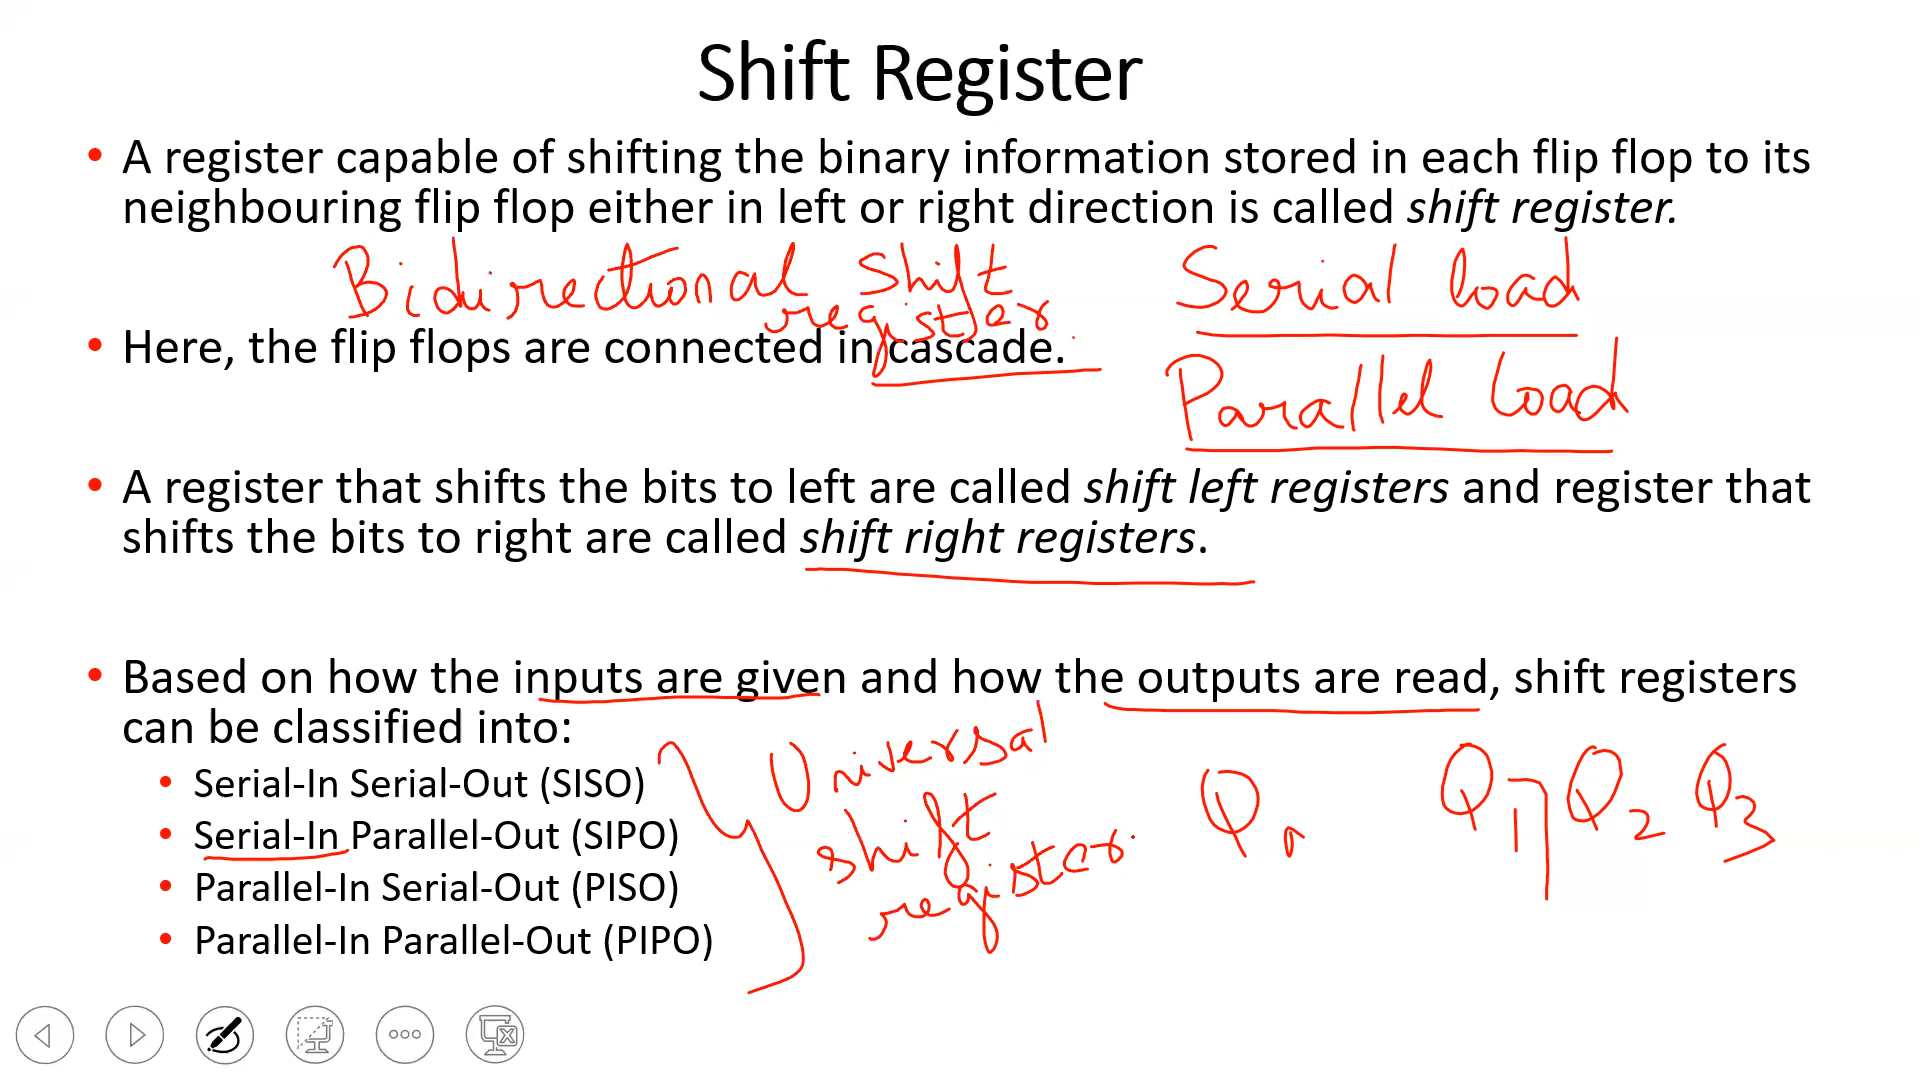 Shift Register
• A register capable of shifting the binary information stored in each flip flop to its
neighbouring flip flop either in left or right direction is called shift register.
Bidirectional Shift
register
Serial load
• Here, the flip flops are connected in cascade.
Parallel load
• A register that shifts the bits to left are called shift left registers and register that
shifts the bits to right are called shift right registers.
• Based on how the inputs are given and how the outputs are read, shift registers
can be classified into:
• Serial-In Serial-Out (SISO)
• Serial-In Parallel-Out (SIPO)
• Parallel-In Serial-Out (PISO)
• Parallel-In Parallel-Out (PIPO)
Universal
shift
register.
Q1 Q2 Q3